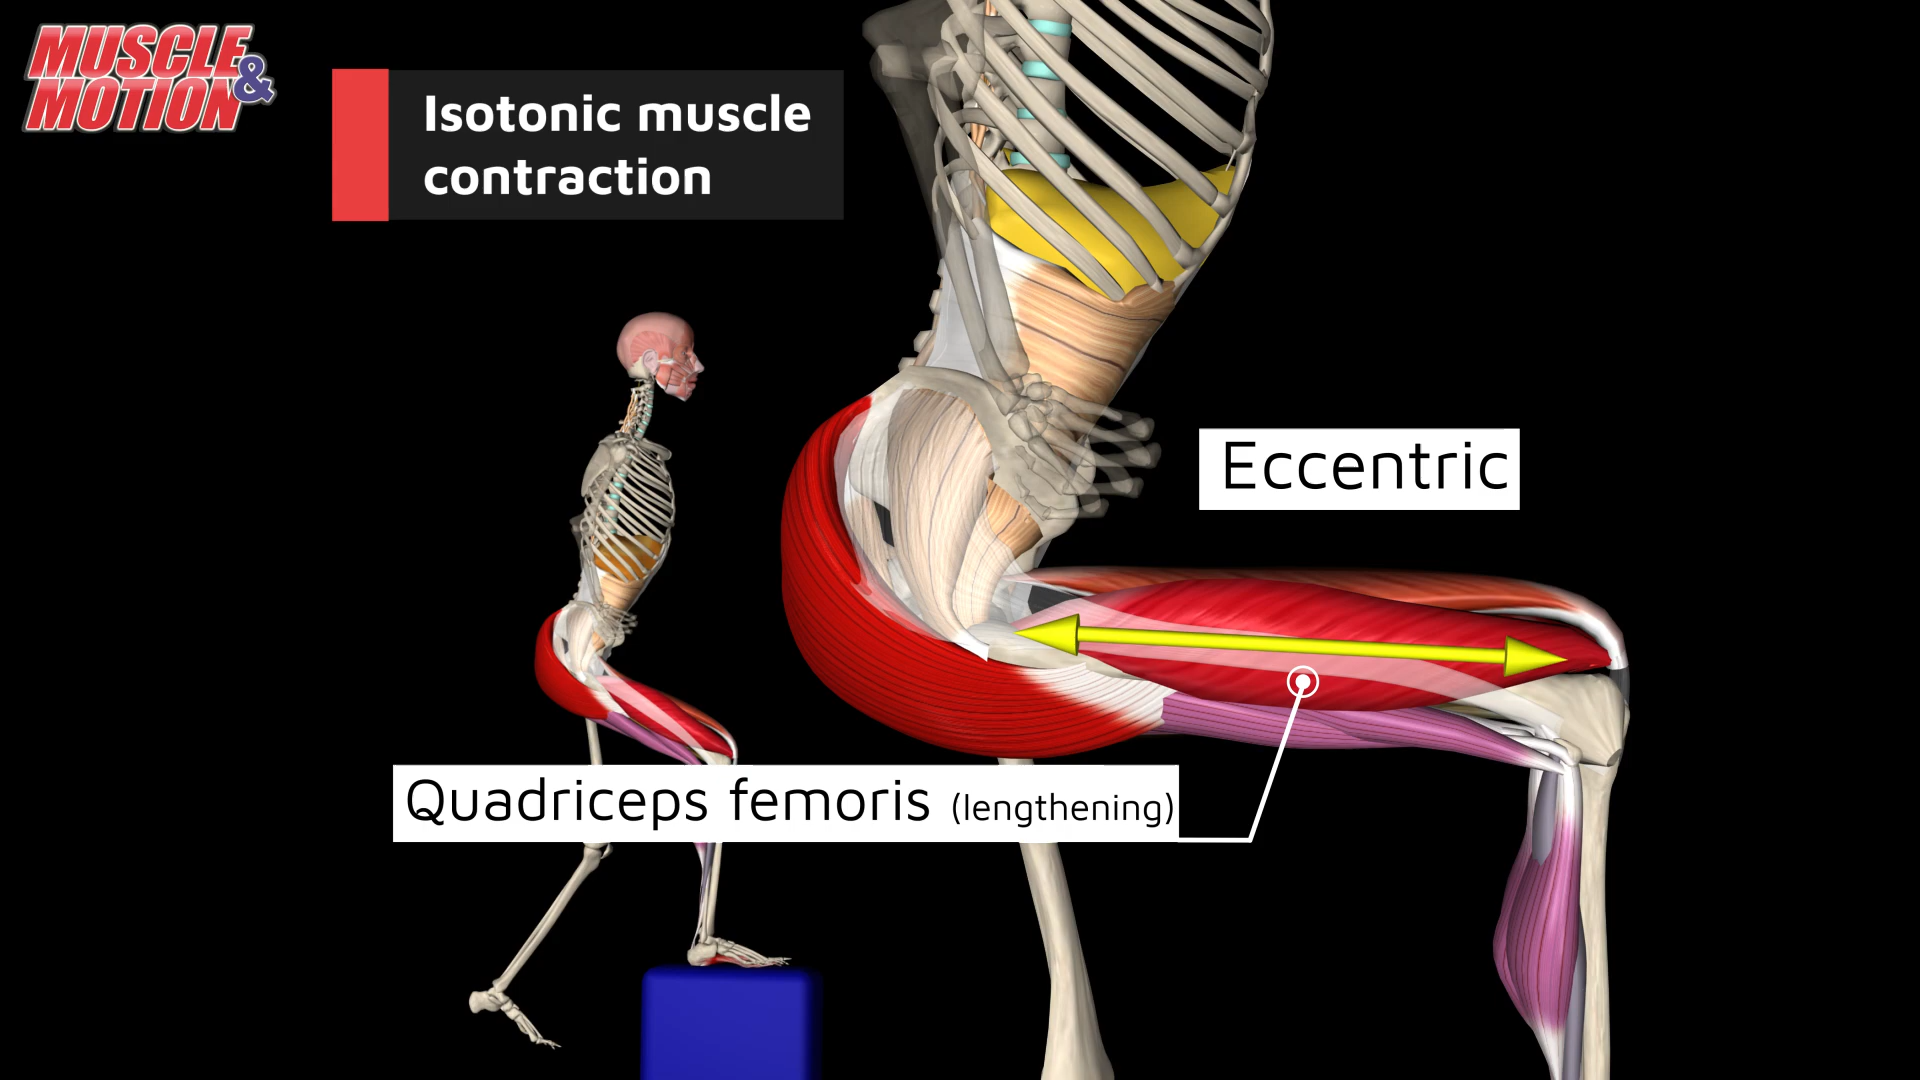 MUSCLE &
MOTION
Isotonic muscle
contraction
Eccentric
Quadriceps femoris (lengthening)